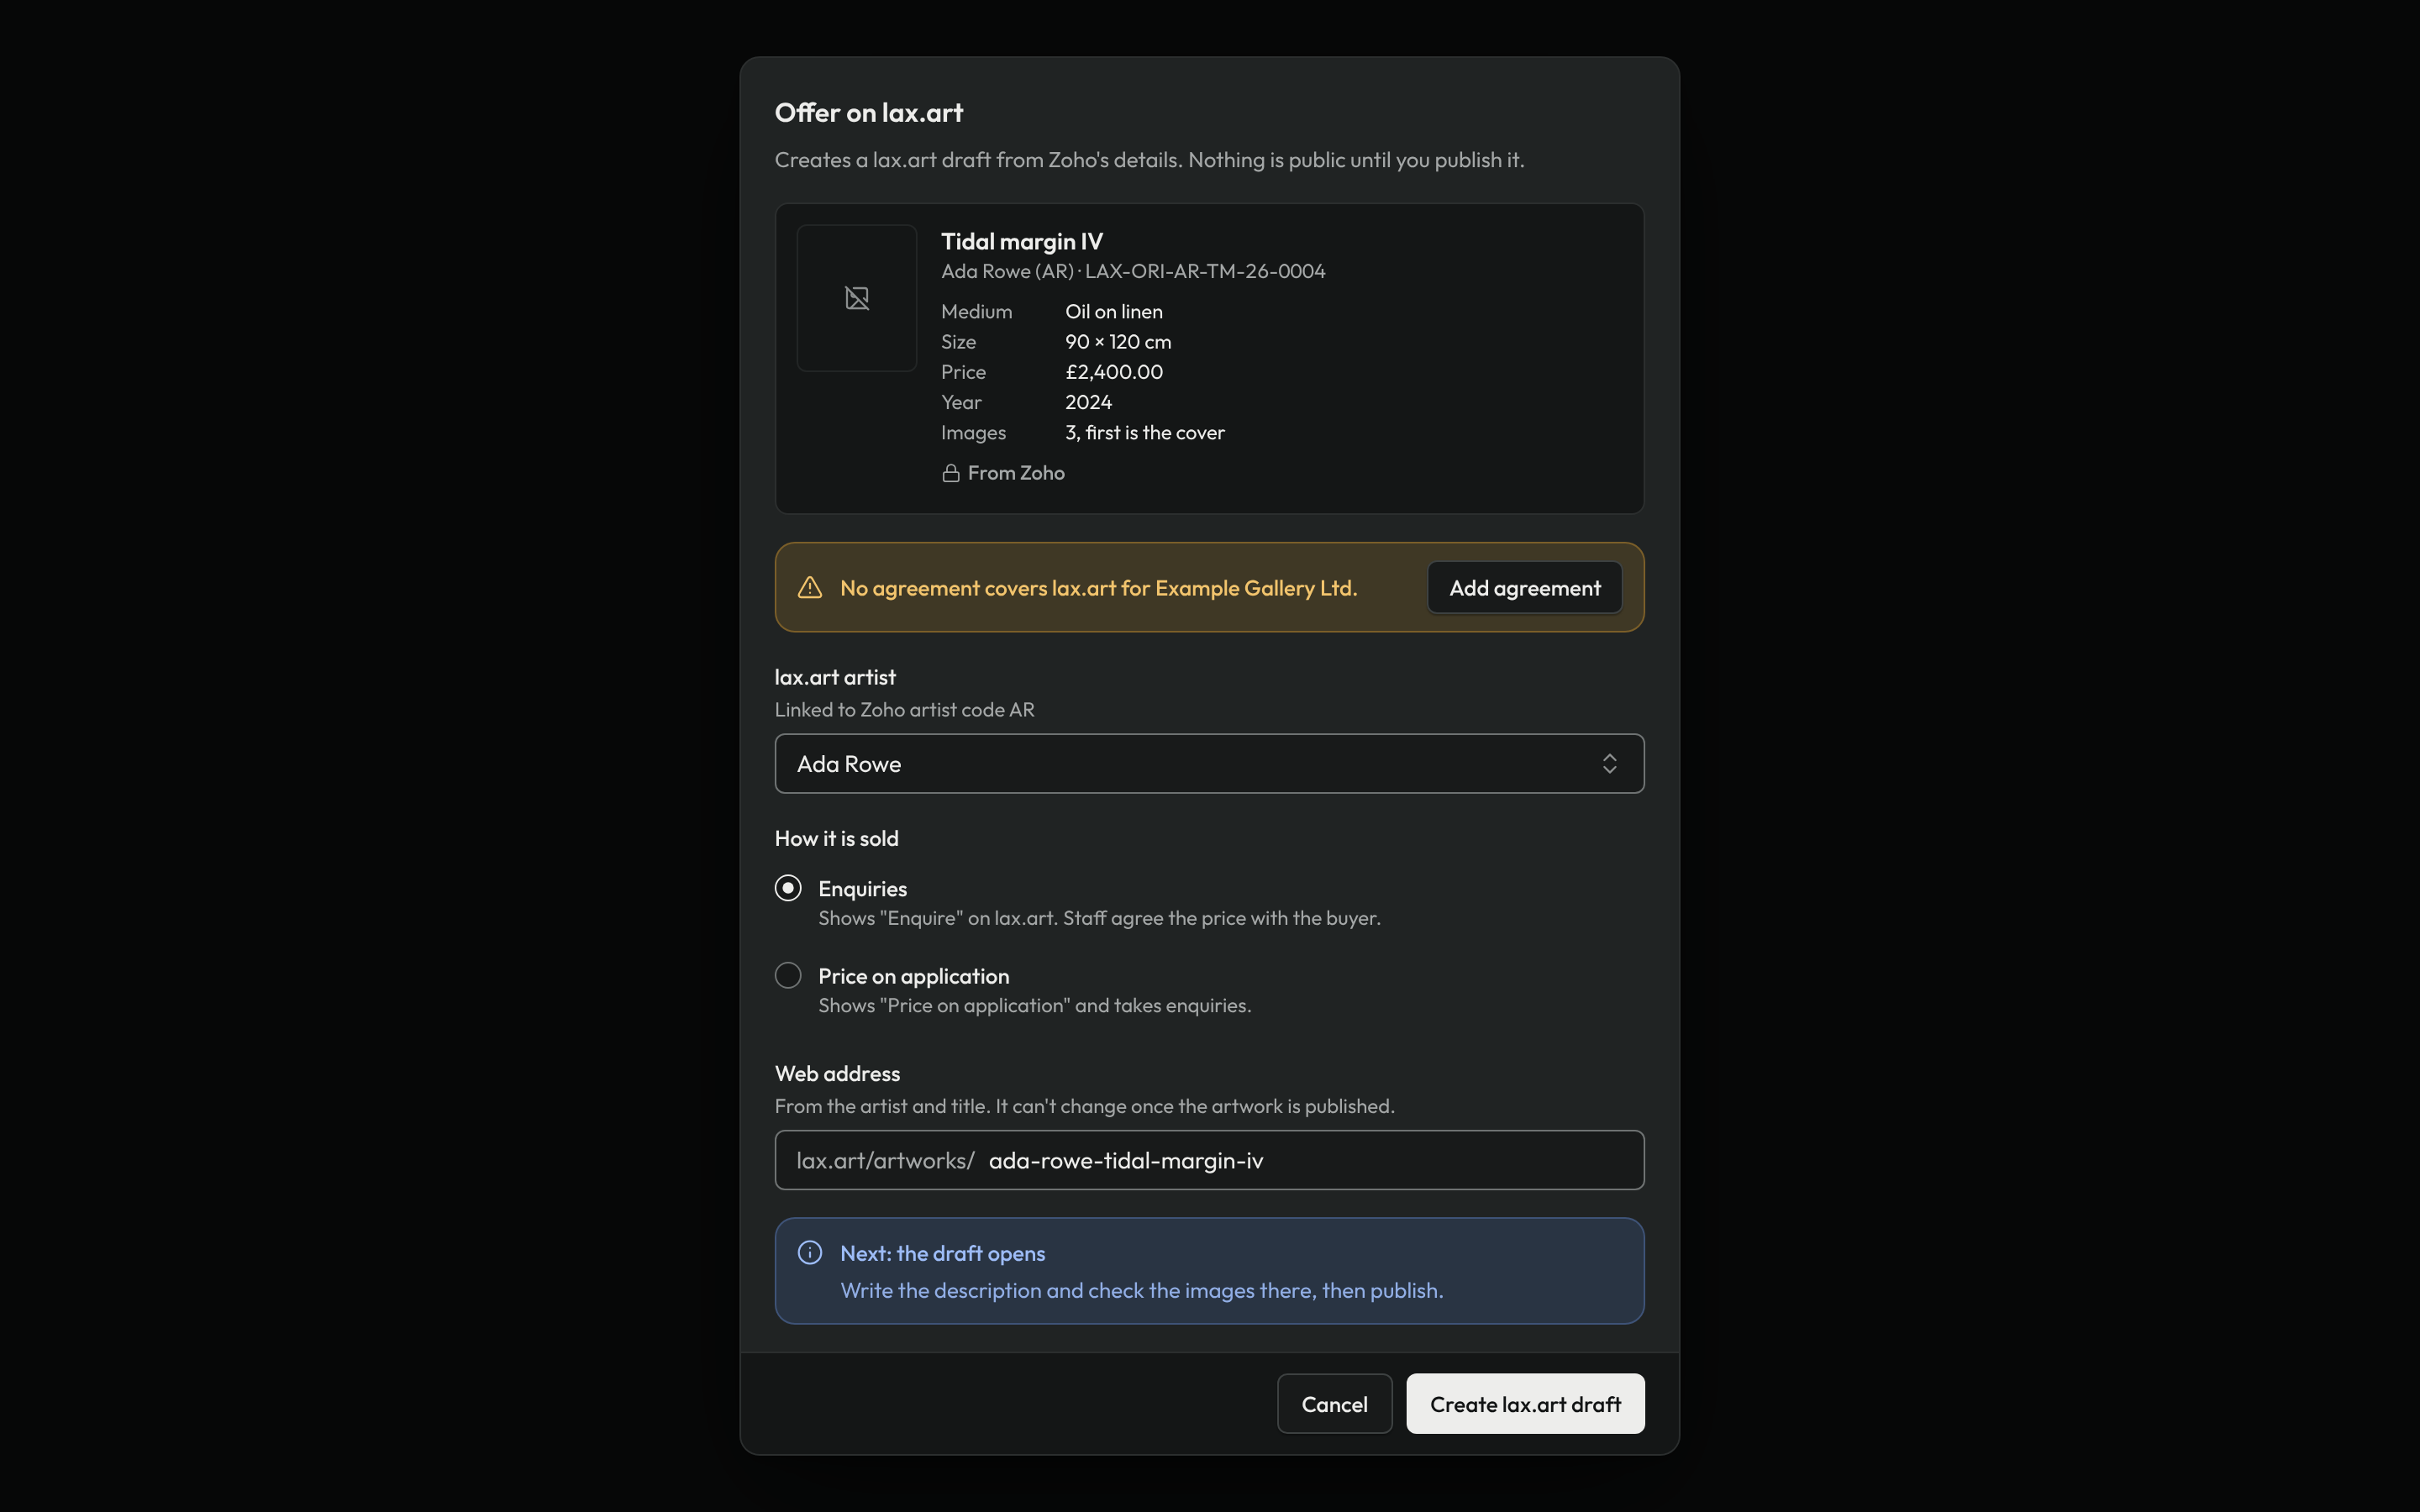 Offer on lax.art
Creates a lax.art draft from Zoho's details. Nothing is public until you publish it.
Tidal margin IV
Ada Rowe (AR) · LAX-ORI-AR-TM-26-0004
Medium Oil on linen
Size 90 × 120 cm
Price £2,400.00
Year 2024
Images 3, first is the cover
From Zoho
No agreement covers lax.art for Example Gallery Ltd. Add agreement
lax.art artist
Linked to Zoho artist code AR
Ada Rowe
How it is sold
Enquiries
Shows "Enquire" on lax.art. Staff agree the price with the buyer.
Price on application
Shows "Price on application" and takes enquiries.
Web address
From the artist and title. It can't change once the artwork is published.
lax.art/artworks/ ada-rowe-tidal-margin-iv
Next: the draft opens
Write the description and check the images there, then publish.
Cancel Create lax.art draft